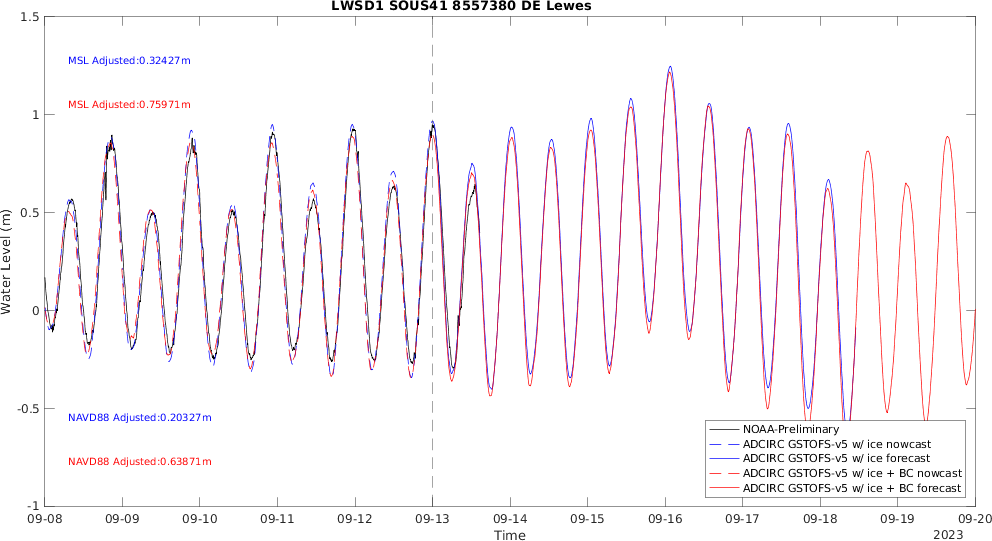 LWSD1 SOUS41 8557380 DE Lewes
1.5
1
0.5
0
-0.5
-1
Water Level (m)
MSL Adjusted:0.32427m
MSL Adjusted:0.75971m
NAVD88 Adjusted:0.20327m
NAVD88 Adjusted:0.63871m
NOAA-Preliminary
ADCIRC GSTOFS-v5 w/ ice nowcast
ADCIRC GSTOFS-v5 w/ ice forecast
ADCIRC GSTOFS-v5 w/ice + BC nowcast
ADCIRC GSTOFS-v5 w/ice + BC forecast
09-08 09-09 09-10 09-11 09-12 09-13 09-14 09-15 09-16 09-17 09-18 09-19 09-20
Time
2023